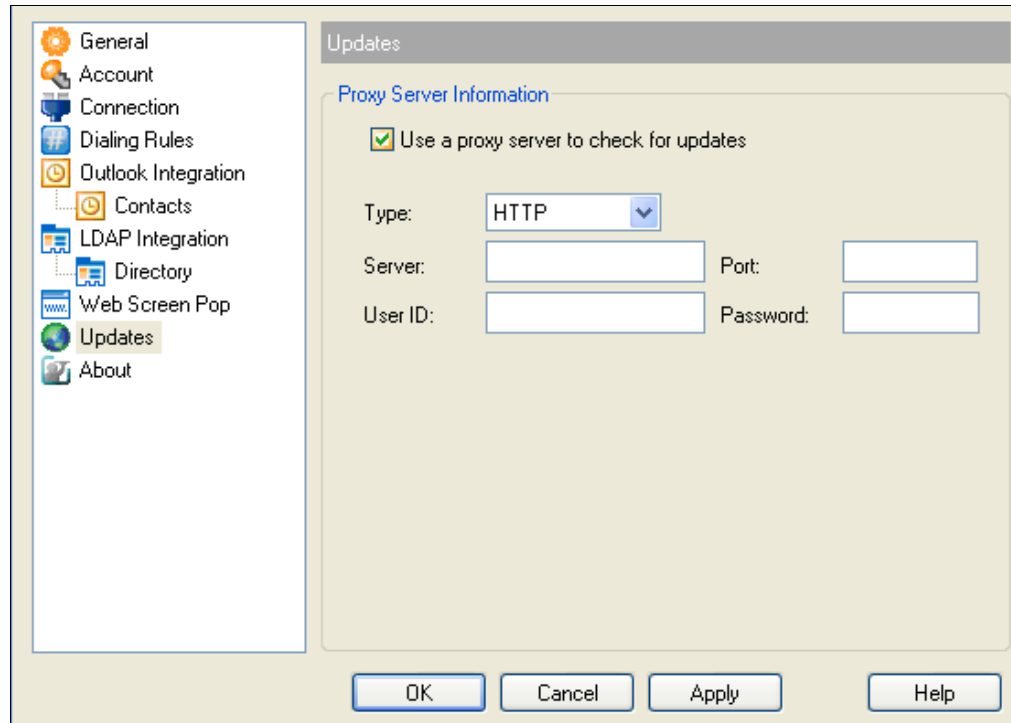 General
Account
Connection
Dialing Rules
Outlook Integration
Contacts
LDAP Integration
Directory
www.
Web Screen Pop
Updates
About
Updates
Proxy Server Information
Use a proxy server to check for updates
Type: HTTP
Server: Port:
User ID: Password:
OK Cancel Apply Help